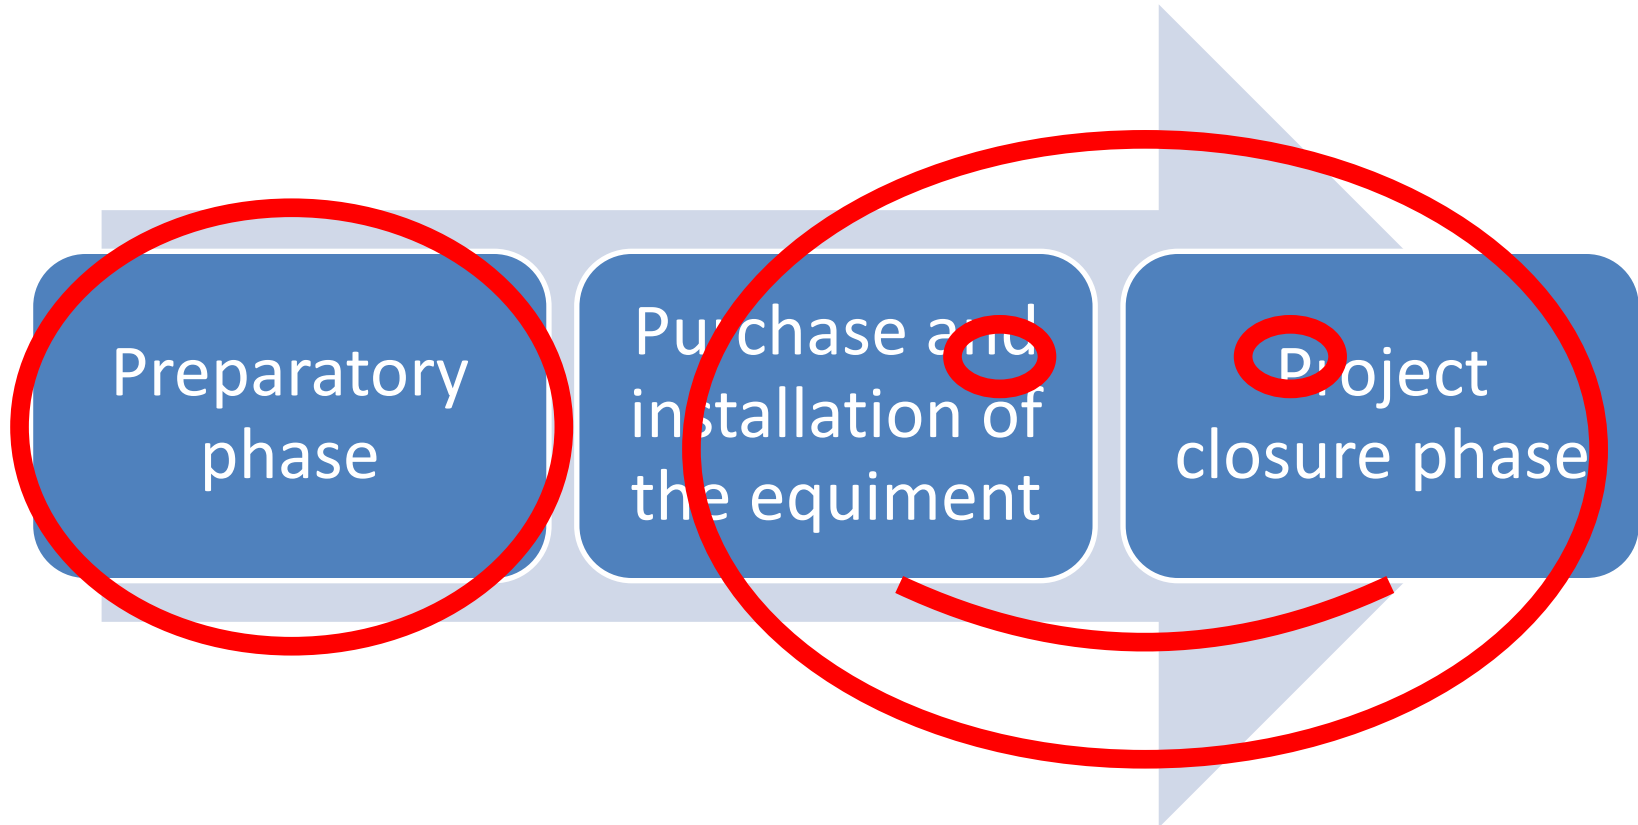 Preparatory
phase
Purchase and
installation of
the equiment
Project
closure phase